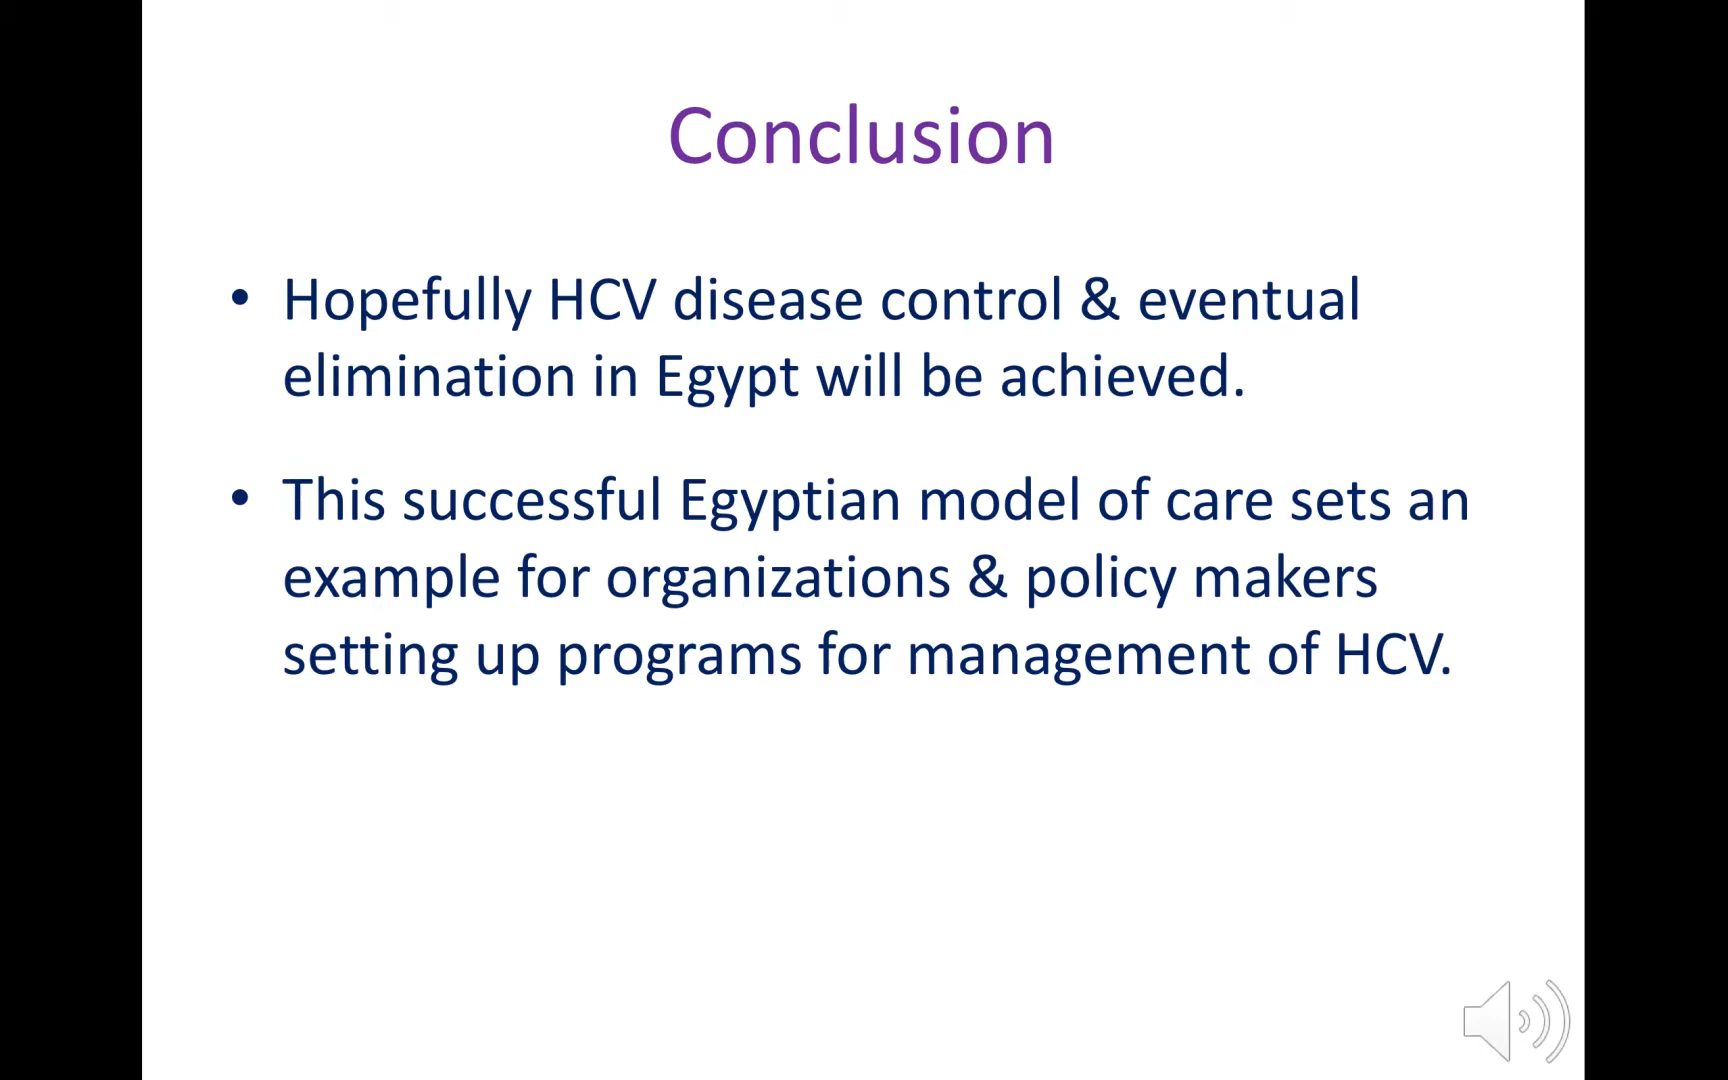 Conclusion
• Hopefully HCV disease control & eventual
elimination in Egypt will be achieved.
• This successful Egyptian model of care sets an
example for organizations & policy makers
setting up programs for management of HCV.